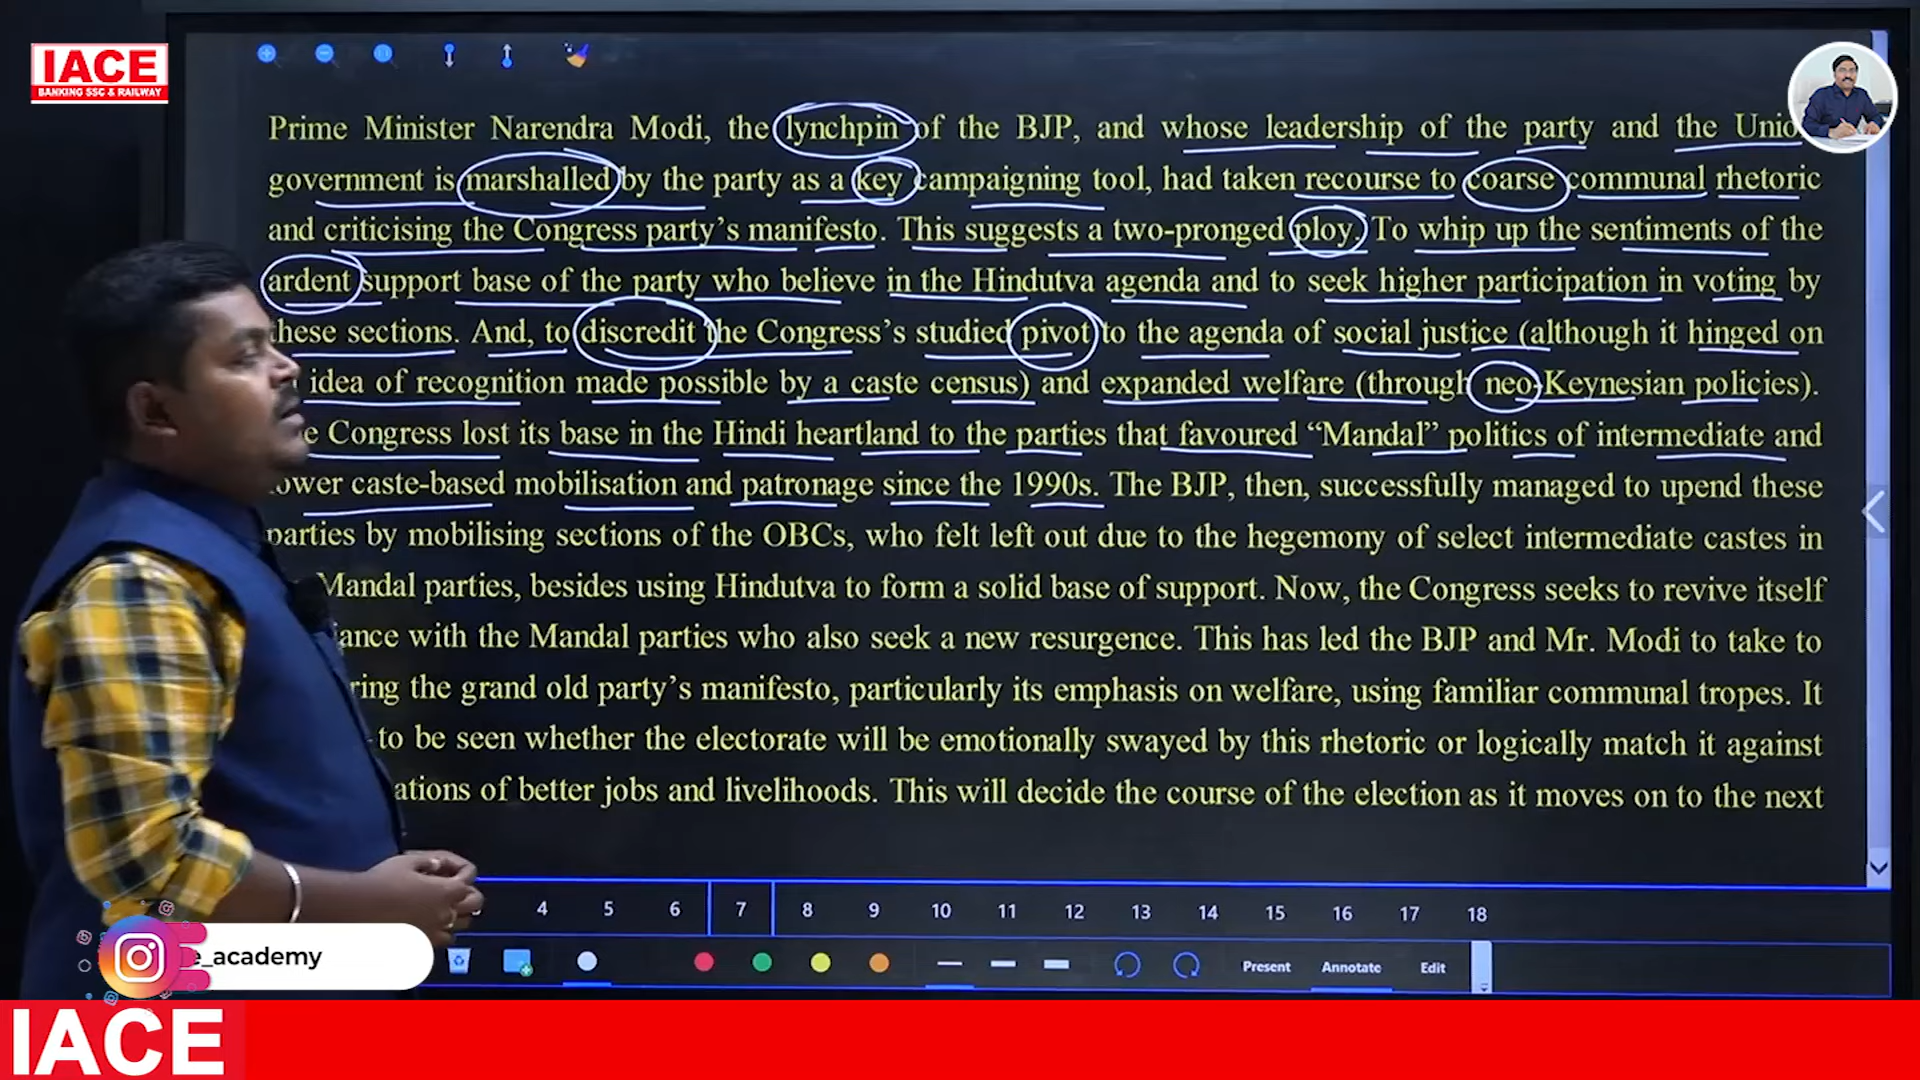 IACE
BANKING SSC & RAILWAY
Prime Minister Narendra Modi, the lynchpin of the BJP, and whose leadership of the party and the
government is marshalled by the party as a key campaigning tool, had taken recourse to coarse communal rhetoric
and criticising the Congress party's manifesto. This suggests a two-pronged ploy. To whip up the sentiments of the
ardent support base of the party who believe in the Hindutva agenda and to seek higher participation in voting by
these sections. And, to discredit the Congress's studied pivot to the agenda of social justice (although it hinged on
idea of recognition made possible by a caste census) and expanded welfare (through neo-Keynesian policies).
Congress lost its base in the Hindi heartland to the parties that favoured “Mandal” politics of intermediate and
lower caste-based mobilisation and patronage since the 1990s. The BJP, then, successfully managed to upend these
parties by mobilising sections of the OBCs, who felt left out due to the hegemony of select intermediate castes in
Mandal parties, besides using Hindutva to form a solid base of support. Now, the Congress seeks to revive itself
with the Mandal parties who also seek a new resurgence. This has led the BJP and Mr. Modi to take to
the grand old party's manifesto, particularly its emphasis on welfare, using familiar communal tropes. It
to be seen whether the electorate will be emotionally swayed by this rhetoric or logically match it against
of better jobs and livelihoods. This will decide the course of the election as it moves on to the next
4 5 6 7 8 9 10 11 12 13 14 15 16 17 18
Present Annotate Edit
e_academy
IACE